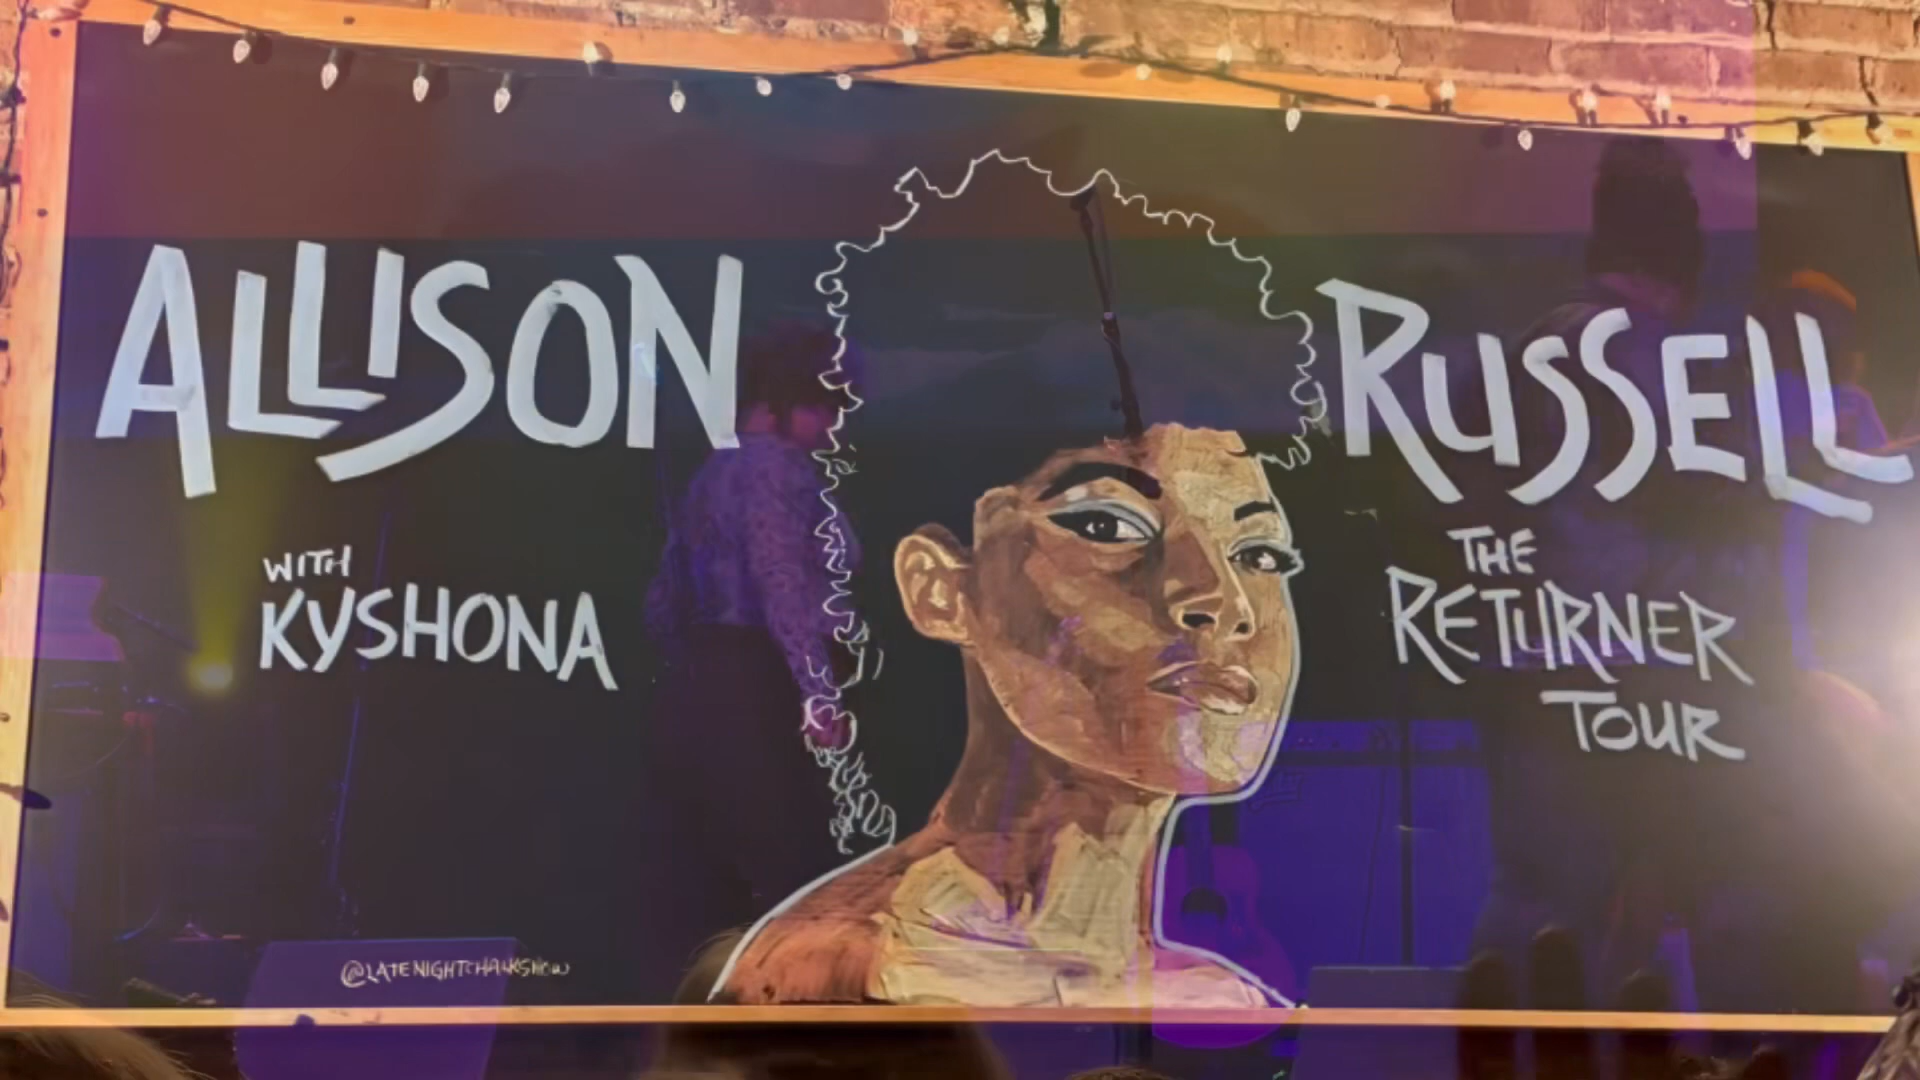 ALLISON RUSSELL
WITH
KYSHONA
THE
RETURNER
TOUR
@LATENIGHTCHALKSHOW